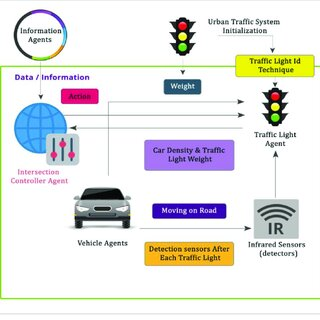 Information
Agents
Urban Traffic System
Initialization
Traffic Light Id
Technique
Data / Information
Weight
Action
Traffic Light
Agent
Car Density & Traffic
Light Weight
Intersection
Controller Agent
Moving on Road
IR
Vehicle Agents
Detection sensors After
Each Traffic Light
Infrared Sensors
(detectors)